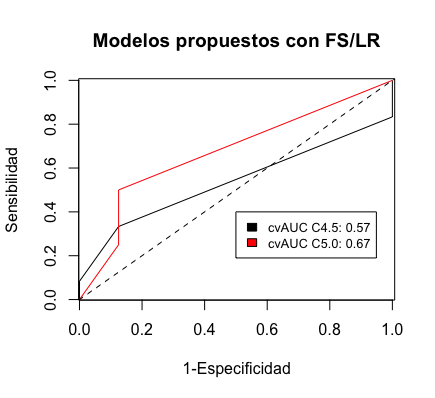 Modelos propuestos con FS/LR
Sensibilidad
1.0
0.8
0.6
0.4
0.2
0.0
cvAUC C4.5: 0.57
cvAUC C5.0: 0.67
0.0 0.2 0.4 0.6 0.8 1.0
1-Especificidad